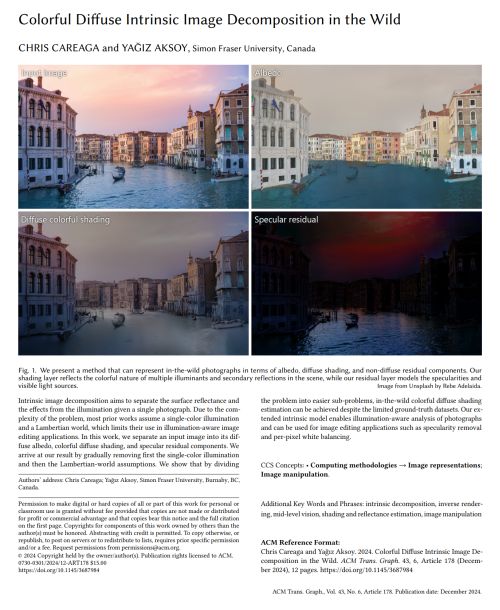 Colorful Diffuse Intrinsic Image Decomposition in the Wild
CHRIS CAREAGA and YAĞIZ AKSOY, Simon Fraser University, Canada
Input image
Albedo
Diffuse colorful shading
Specular residual
Fig. 1. We present a method that can represent in-the-wild photographs in terms of albedo, diffuse shading, and non-diffuse residual components. Our
shading layer reflects the colorful nature of multiple illuminants and secondary reflections in the scene, while our residual layer models the specularities and
visible light sources.
Image from Unsplash by Rebe Adelaida.
Intrinsic image decomposition aims to separate the surface reflectance and
the effects from the illumination given a single photograph. Due to the com-
plexity of the problem, most prior works assume a single-color illumination
and a Lambertian world, which limits their use in illumination-aware image
editing applications. In this work, we separate an input image into its dif-
fuse albedo, colorful diffuse shading, and specular residual components. We
arrive at our result by gradually removing first the single-color illumination
and then the Lambertian-world assumptions. We show that by dividing
Authors' address: Chris Careaga; Yağız Aksoy, Simon Fraser University, Burnaby, BC,
Canada.
Permission to make digital or hard copies of all or part of this work for personal or
classroom use is granted without fee provided that copies are not made or distributed
for profit or commercial advantage and that copies bear this notice and the full citation
on the first page. Copyrights for components of this work owned by others than the
author(s) must be honored. Abstracting with credit is permitted. To copy otherwise, or
republish, to post on servers or to redistribute to lists, requires prior specific permission
and/or a fee. Request permissions from permissions@acm.org.
© 2024 Copyright held by the owner/author(s). Publication rights licensed to ACM.
0730-0301/2024/12-ART178 $15.00
https://doi.org/10.1145/3687984
the problem into easier sub-problems, in-the-wild colorful diffuse shading
estimation can be achieved despite the limited ground-truth datasets. Our ex-
tended intrinsic model enables illumination-aware analysis of photographs
and can be used for image editing applications such as specularity removal
and per-pixel white balancing.
CCS Concepts: • Computing methodologies → Image representations;
Image manipulation.
Additional Key Words and Phrases: intrinsic decomposition, inverse render-
ing, mid-level vision, shading and reflectance estimation, image manipulation
ACM Reference Format:
Chris Careaga and Yağız Aksoy. 2024. Colorful Diffuse Intrinsic Image De-
composition in the Wild. ACM Trans. Graph. 43, 6, Article 178 (Decem-
ber 2024), 12 pages. https://doi.org/10.1145/3687984
ACM Trans. Graph., Vol. 43, No. 6, Article 178. Publication date: December 2024.